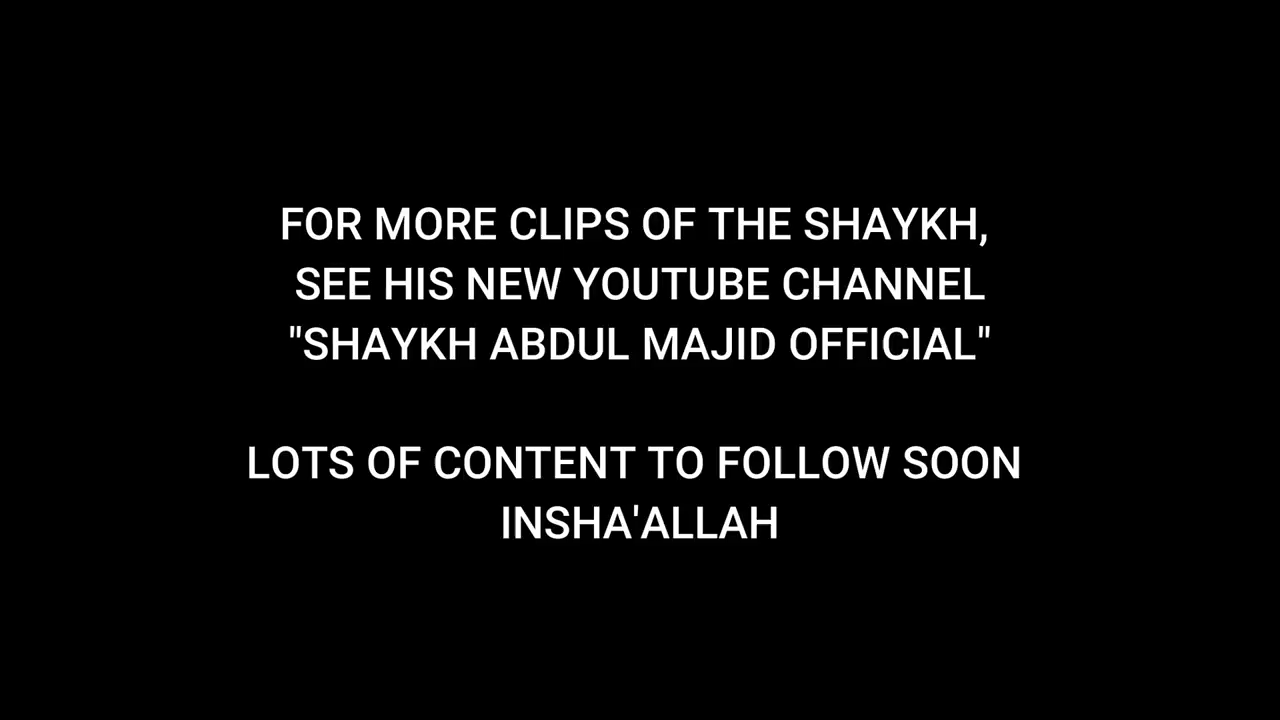 FOR MORE CLIPS OF THE SHAYKH,
SEE HIS NEW YOUTUBE CHANNEL
"SHAYKH ABDUL MAJID OFFICIAL"
LOTS OF CONTENT TO FOLLOW SOON
INSHA'ALLAH